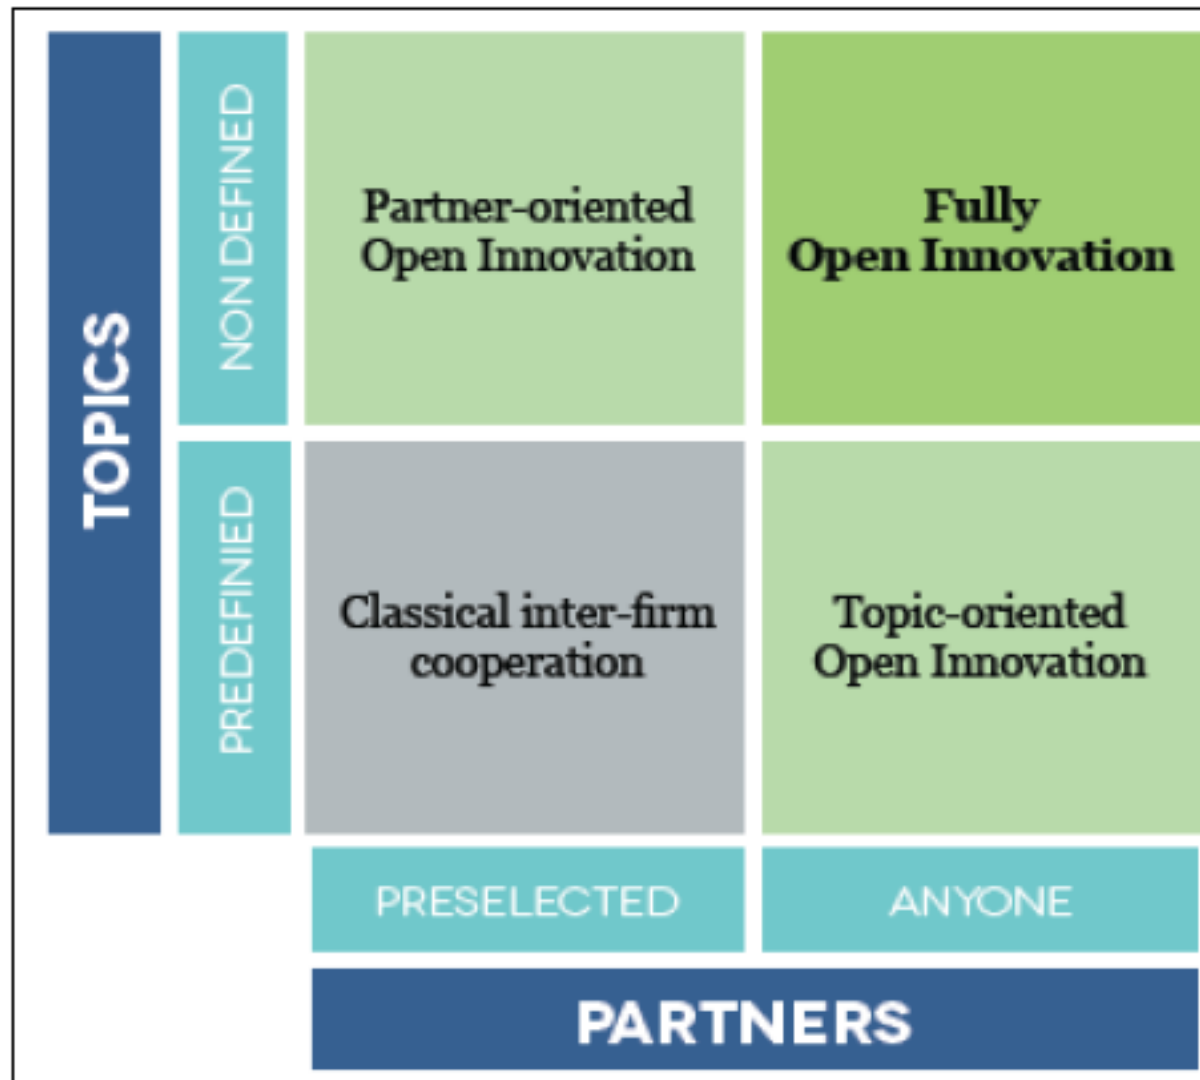 TOPICS
NON DEFINED
Partner-oriented
Open Innovation
Fully
Open Innovation
PREDEFINIED
Classical inter-firm
cooperation
Topic-oriented
Open Innovation
PRESELECTED
ANYONE
PARTNERS